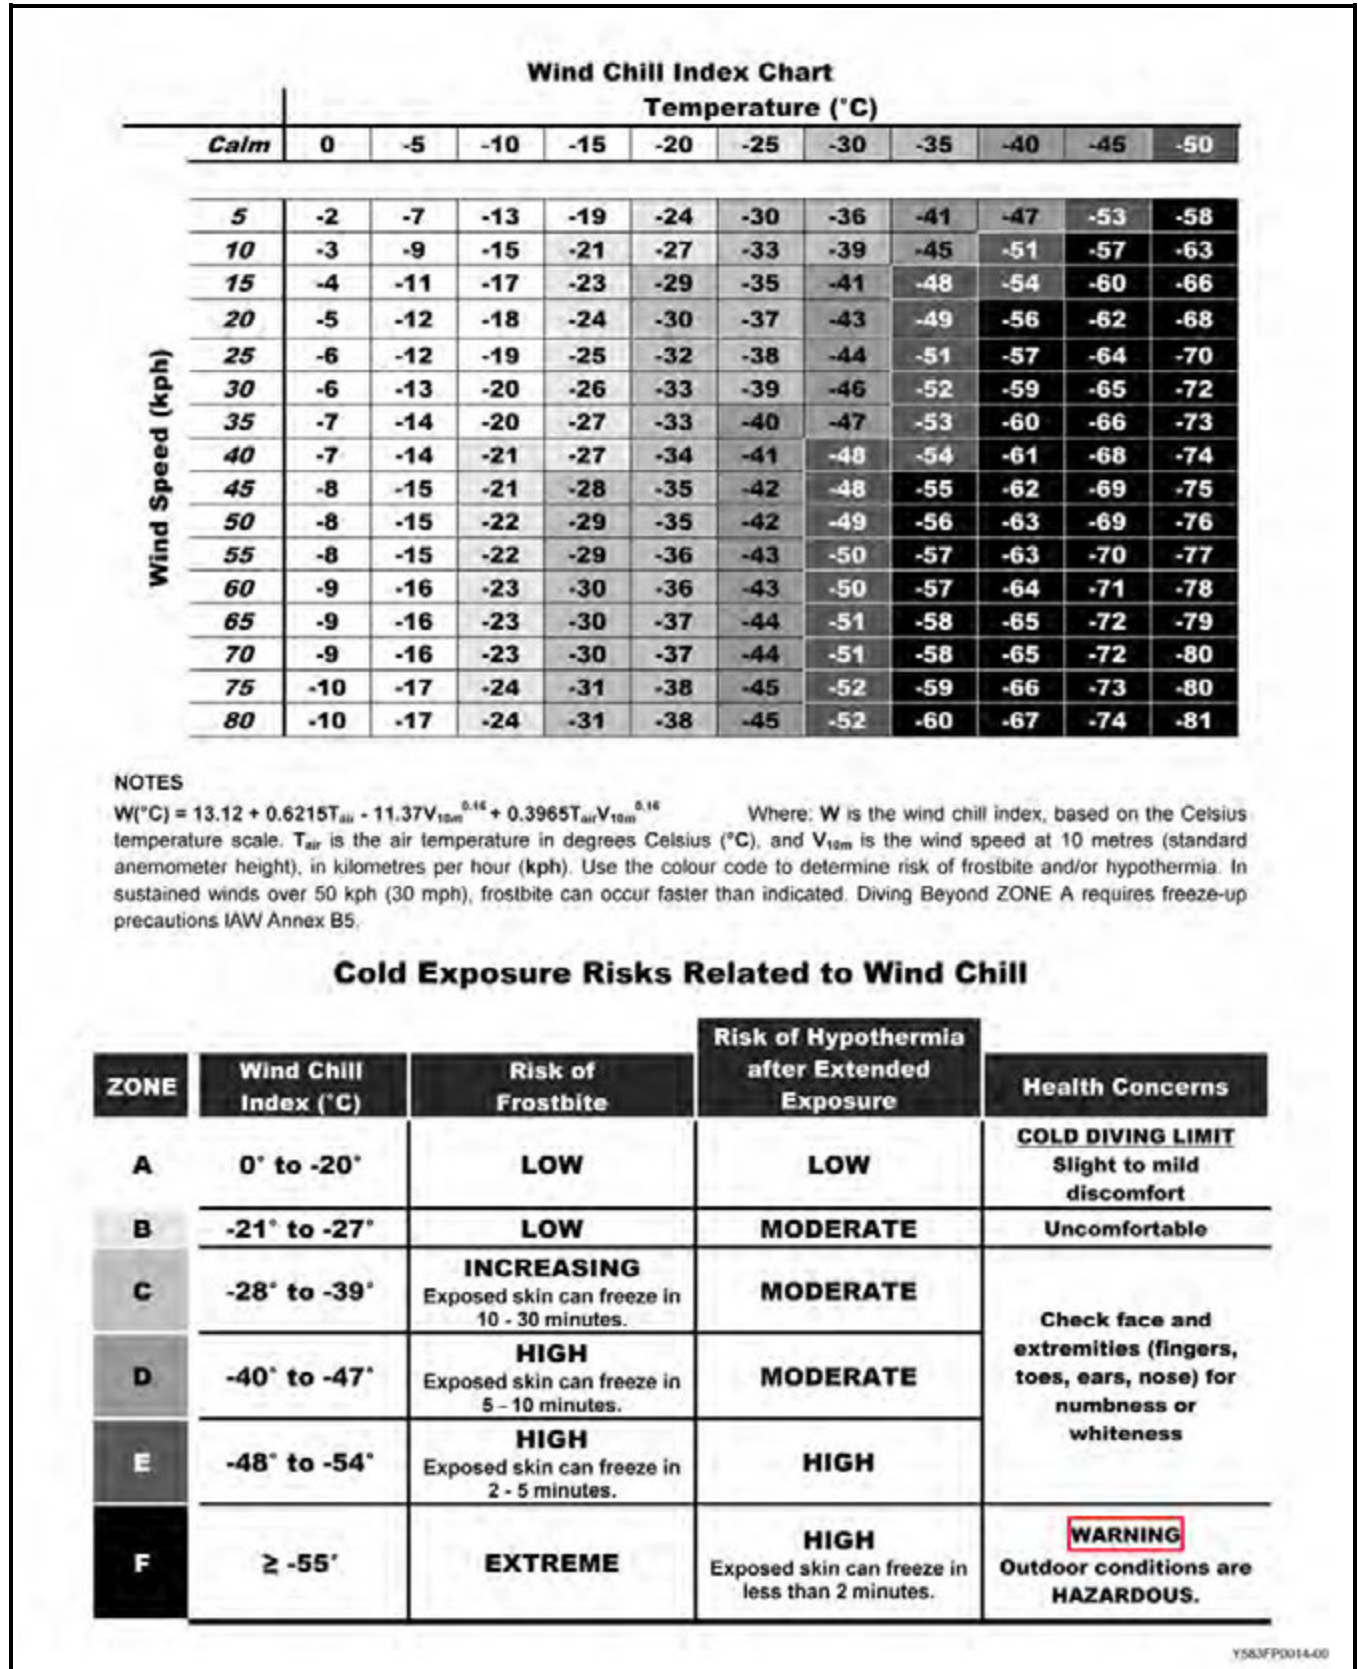 Wind Chill Index Chart
Temperature (°C)
Calm 0 -5 -10 -15 -20 -25 -30 -35 -40 -45 -50
Wind Speed (kph)
5 -2 -7 -13 -19 -24 -30 -36 -41 -47 -53 -58
10 -3 -9 -15 -21 -27 -33 -39 -45 -51 -57 -63
15 -4 -11 -17 -23 -29 -35 -41 -48 -54 -60 -66
20 -5 -12 -18 -24 -30 -37 -43 -49 -56 -62 -68
25 -6 -12 -19 -25 -32 -38 -44 -51 -57 -64 -70
30 -6 -13 -20 -26 -33 -39 -46 -52 -59 -65 -72
35 -7 -14 -20 -27 -33 -40 -47 -53 -60 -66 -73
40 -7 -14 -21 -27 -34 -41 -48 -54 -61 -68 -74
45 -8 -15 -21 -28 -35 -42 -48 -55 -62 -69 -75
50 -8 -15 -22 -29 -35 -42 -49 -56 -63 -69 -76
55 -8 -15 -22 -29 -36 -43 -50 -57 -63 -70 -77
60 -9 -16 -23 -30 -36 -43 -50 -57 -64 -71 -78
65 -9 -16 -23 -30 -37 -44 -51 -58 -65 -72 -79
70 -9 -16 -23 -30 -37 -44 -51 -58 -65 -72 -80
75 -10 -17 -24 -31 -38 -45 -52 -59 -66 -73 -80
80 -10 -17 -24 -31 -38 -45 -52 -60 -67 -74 -81
NOTES
W(°C) = 13.12 + 0.6215Tair - 11.37V10m^0.16 + 0.3965TairV10m^0.16 Where: W is the wind chill index, based on the Celsius
temperature scale. Tair is the air temperature in degrees Celsius (°C), and V10m is the wind speed at 10 metres (standard
anemometer height), in kilometres per hour (kph). Use the colour code to determine risk of frostbite and/or hypothermia. In
sustained winds over 50 kph (30 mph), frostbite can occur faster than indicated. Diving Beyond ZONE A requires freeze-up
precautions IAW Annex B5.
Cold Exposure Risks Related to Wind Chill
ZONE
Wind Chill
Index (°C)
Risk of
Frostbite
Risk of Hypothermia
after Extended
Exposure
Health Concerns
A
0° to -20°
LOW
LOW
COLD DIVING LIMIT
Slight to mild
discomfort
B
-21° to -27°
LOW
MODERATE
Uncomfortable
C
-28° to -39°
INCREASING
Exposed skin can freeze in
10 - 30 minutes.
MODERATE
Check face and
extremities (fingers,
toes, ears, nose) for
numbness or
whiteness
D
-40° to -47°
HIGH
Exposed skin can freeze in
5 - 10 minutes.
MODERATE
E
-48° to -54°
HIGH
Exposed skin can freeze in
2 - 5 minutes.
HIGH
F
≥ -55°
EXTREME
HIGH
Exposed skin can freeze in
less than 2 minutes.
WARNING
Outdoor conditions are
HAZARDOUS.
Y583FP0014-00